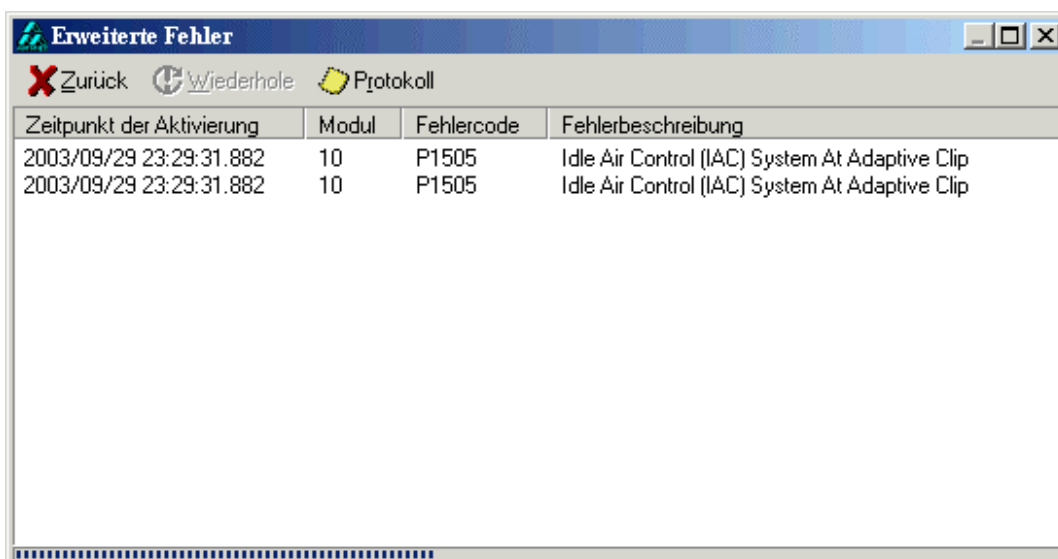 Erweiterte Fehler
Zurück Wiederhole Protokoll
Zeitpunkt der Aktivierung Modul Fehlercode Fehlerbeschreibung
2003/09/29 23:29:31.882 10 P1505 Idle Air Control (IAC) System At Adaptive Clip
2003/09/29 23:29:31.882 10 P1505 Idle Air Control (IAC) System At Adaptive Clip